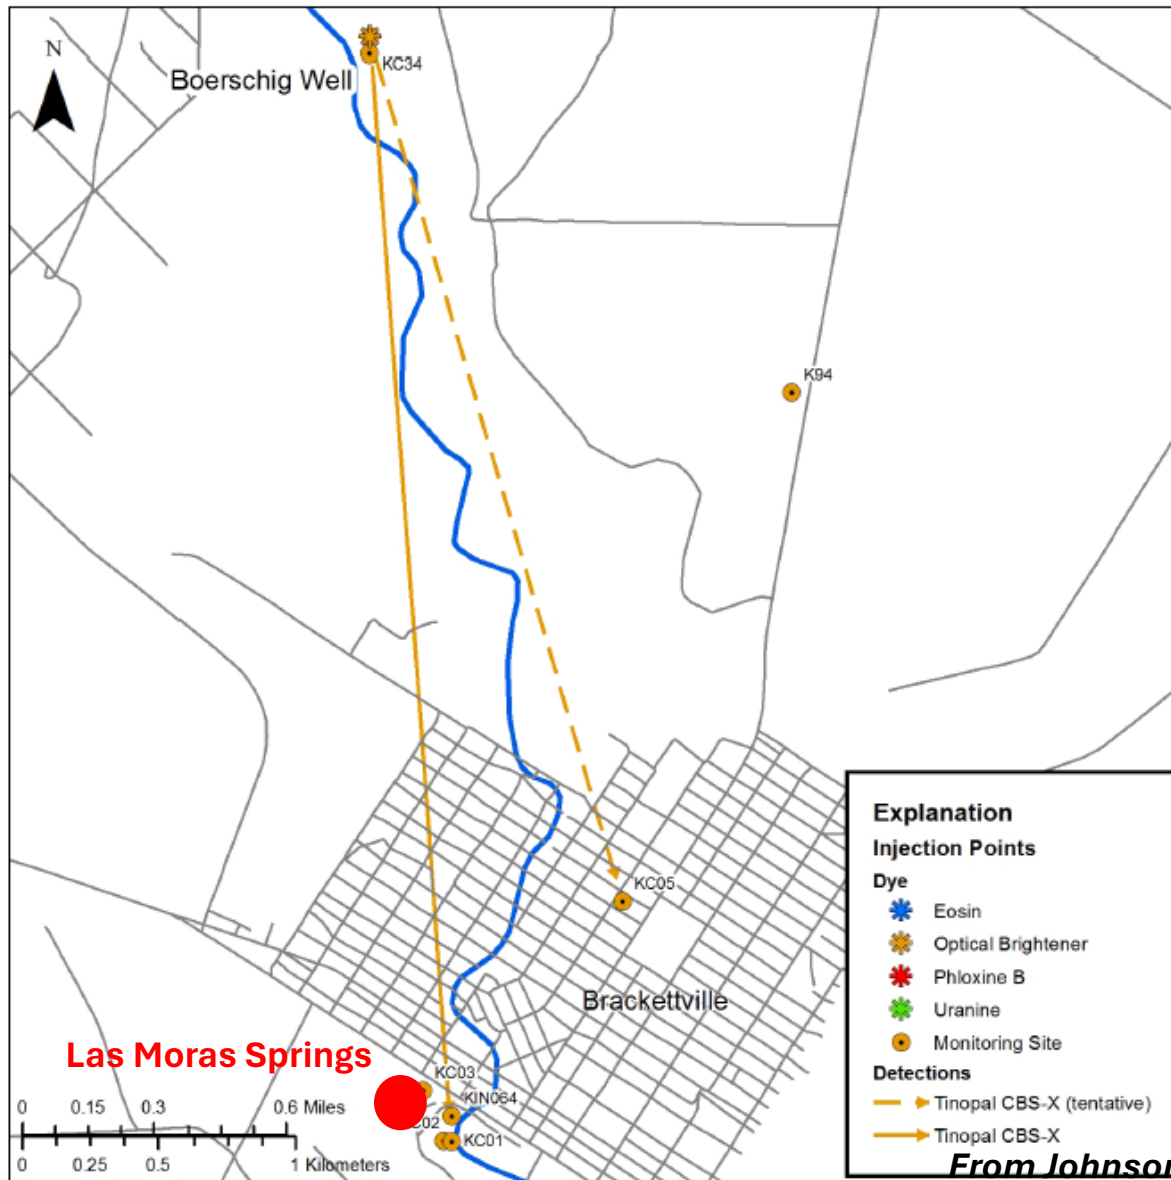 N
KC34
Boerschig Well
K94
KC05
Brackettville
Las Moras Springs
KC03
KIN064
C02
KC01
0 0.15 0.3 0.6 Miles
0 0.25 0.5 1 Kilometers
Explanation
Injection Points
Dye
Eosin
Optical Brightener
Phloxine B
Uranine
Monitoring Site
Detections
Tinopal CBS-X (tentative)
Tinopal CBS-X
From Johnson